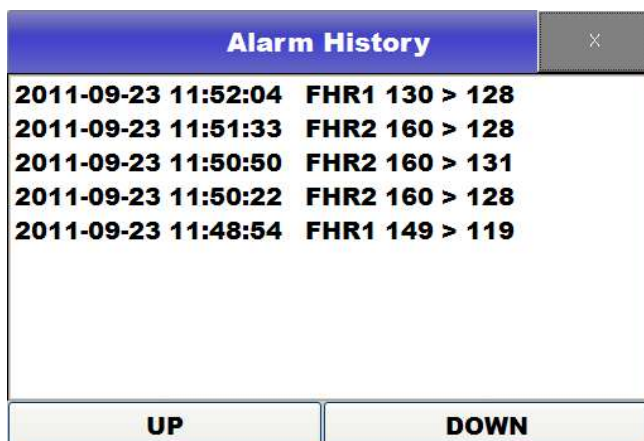 Alarm History
X
2011-09-23 11:52:04 FHR1 130 > 128
2011-09-23 11:51:33 FHR2 160 > 128
2011-09-23 11:50:50 FHR2 160 > 131
2011-09-23 11:50:22 FHR2 160 > 128
2011-09-23 11:48:54 FHR1 149 > 119
UP
DOWN